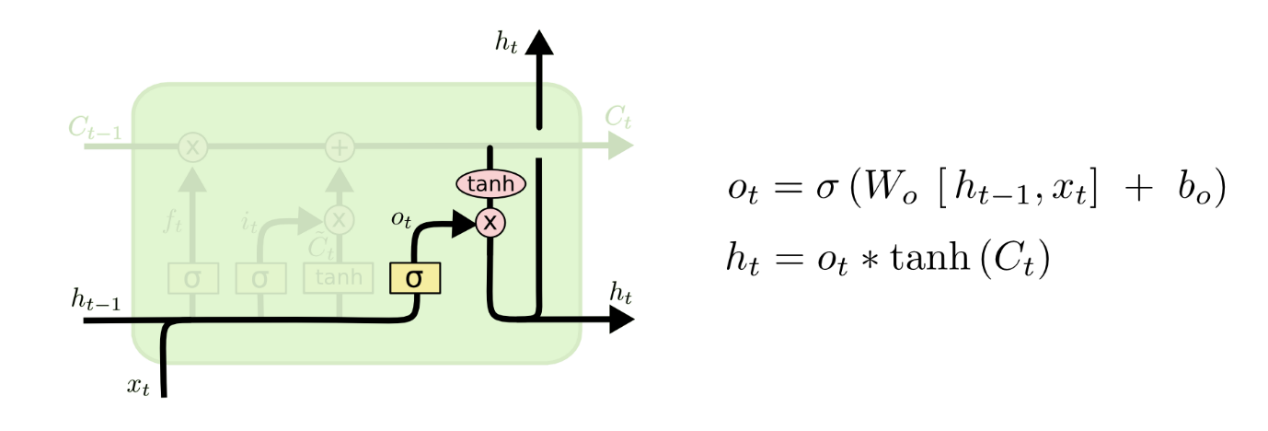 h_t
C_{t-1}
C_t
x
+
tanh
f_t
i_t
x
o_t
x
C̃_t
σ
σ
tanh
σ
h_{t-1}
h_t
x_t
o_t = σ (W_o [h_{t-1}, x_t] + b_o)
h_t = o_t * tanh (C_t)